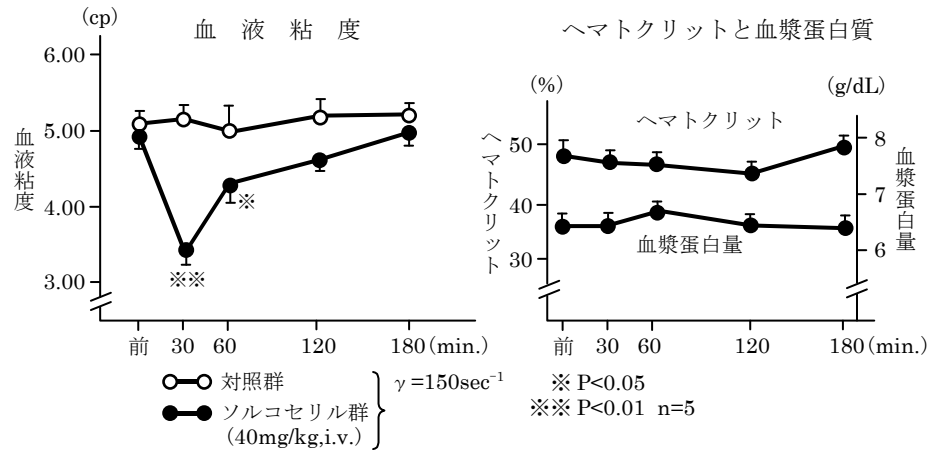 血液粘度
(cp)
6.00
5.00
4.00
3.00
血液粘度
※
※※
前 30 60 120 180 (min.)
ヘマトクリットと血漿蛋白質
(%)
(g/dL)
ヘマトクリット
50
40
30
ヘマトクリット
血漿蛋白量
8
7
6
血漿蛋白量
前 30 60 120 180 (min.)
対照群
ソルコセリル群
(40mg/kg,i.v.)
γ=150sec⁻¹
※ P<0.05
※※ P<0.01 n=5